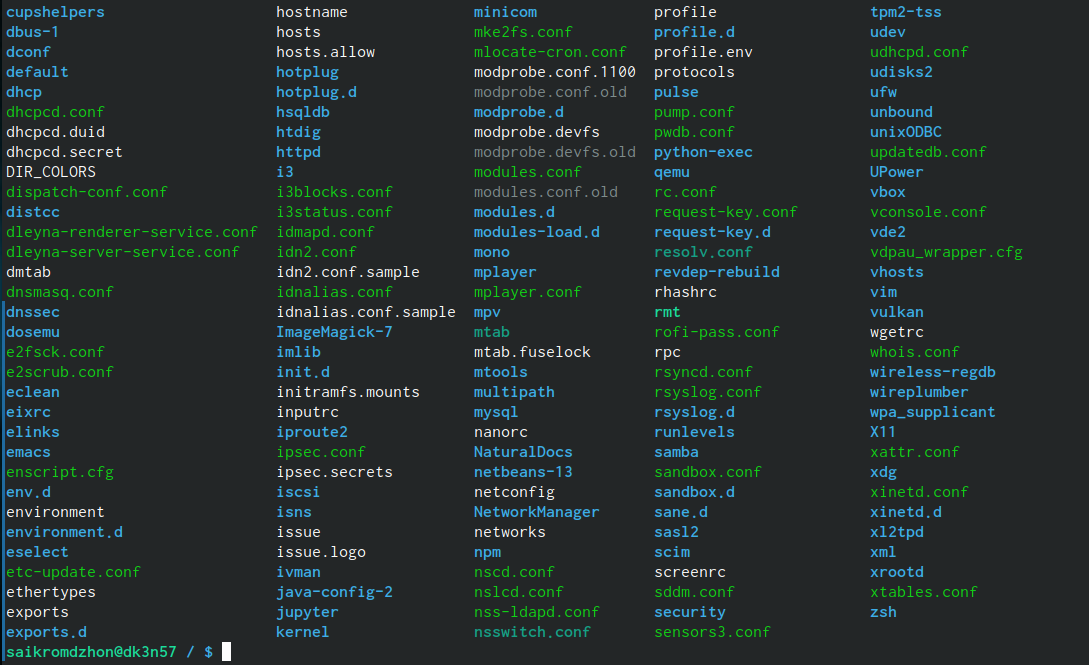 cupshelpers hostname minicom profile tpm2-tss
dbus-1 hosts mke2fs.conf profile.d udev
dconf hosts.allow mlocate-cron.conf profile.env udhcpd.conf
default hotplug modprobe.conf.1100 protocols udisks2
dhcp hotplug.d modprobe.conf.old pulse ufw
dhcpcd.conf hsqldb modprobe.d pump.conf unbound
dhcpcd.duid htdig modprobe.devfs pwdb.conf unixODBC
dhcpcd.secret httpd modprobe.devfs.old python-exec updatedb.conf
DIR_COLORS i3 modules.conf qemu UPower
dispatch-conf.conf i3blocks.conf modules.conf.old rc.conf vbox
distcc i3status.conf modules.d request-key.conf vconsole.conf
dleyna-renderer-service.conf idmapd.conf modules-load.d request-key.d vde2
dleyna-server-service.conf idn2.conf mono resolv.conf vdpau_wrapper.cfg
dmtab idn2.conf.sample mplayer revdep-rebuild vhosts
dnsmasq.conf idnalias.conf mplayer.conf rhashrc vim
dnssec idnalias.conf.sample mpv rmt vulkan
dosemu ImageMagick-7 mtab rofi-pass.conf wgetrc
e2fsck.conf imlib mtab.fuselock rpc whois.conf
e2scrub.conf init.d mtools rsyncd.conf wireless-regdb
eclean initramfs.mounts multipath rsyslog.conf wireplumber
eixrc inputrc mysql rsyslog.d wpa_supplicant
elinks iproute2 nanorc runlevels X11
emacs ipsec.conf NaturalDocs samba xattr.conf
enscript.cfg ipsec.secrets netbeans-13 sandbox.conf xdg
env.d iscsi netconfig sandbox.d xinetd.conf
environment isns NetworkManager sane.d xinetd.d
environment.d issue networks sasl2 xl2tpd
eselect issue.logo npm scim xml
etc-update.conf ivman nscd.conf screenrc xrootd
ethertypes java-config-2 nslcd.conf sddm.conf xtables.conf
exports jupyter nss-ldapd.conf security zsh
exports.d kernel nsswitch.conf sensors3.conf
saikromdzhon@dk3n57 / $